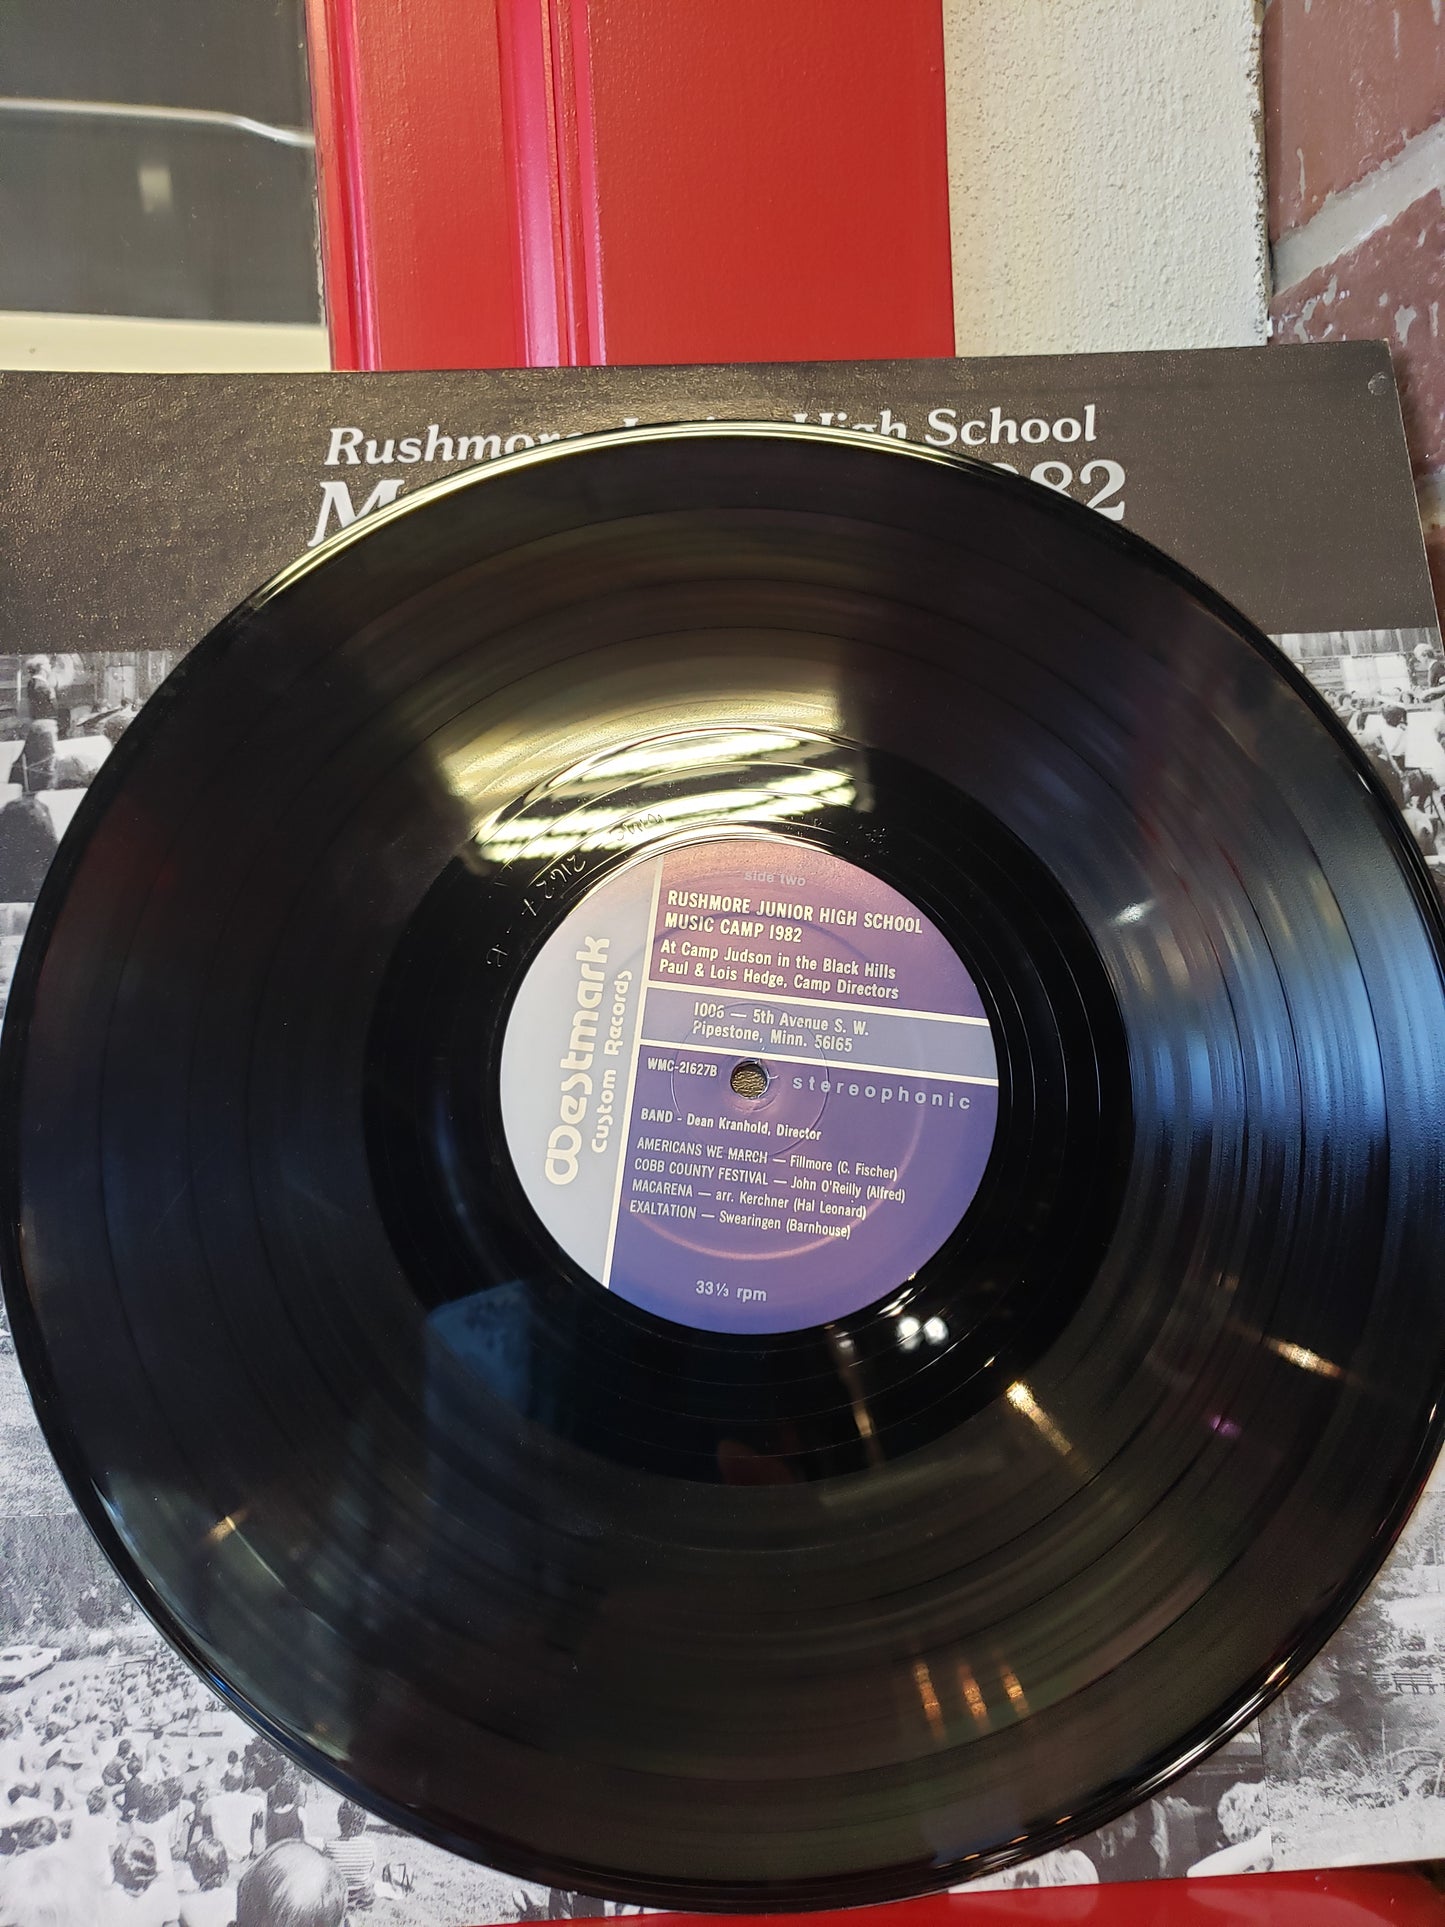 Rushmore Junior High School
1982
side two
RUSHMORE JUNIOR HIGH SCHOOL
MUSIC CAMP 1982
At Camp Judson in the Black Hills
Paul & Lois Hedge, Camp Directors
1006 — 5th Avenue S. W.
Pipestone, Minn. 56165
WMC-21627B
stereophonic
BAND - Dean Kranhold, Director
AMERICANS WE MARCH — Fillmore (C. Fischer)
COBB COUNTY FESTIVAL — John O'Reilly (Alfred)
MACARENA — arr. Kerchner (Hal Leonard)
EXALTATION — Swearingen (Barnhouse)
33⅓ rpm
Westmark
Custom Records